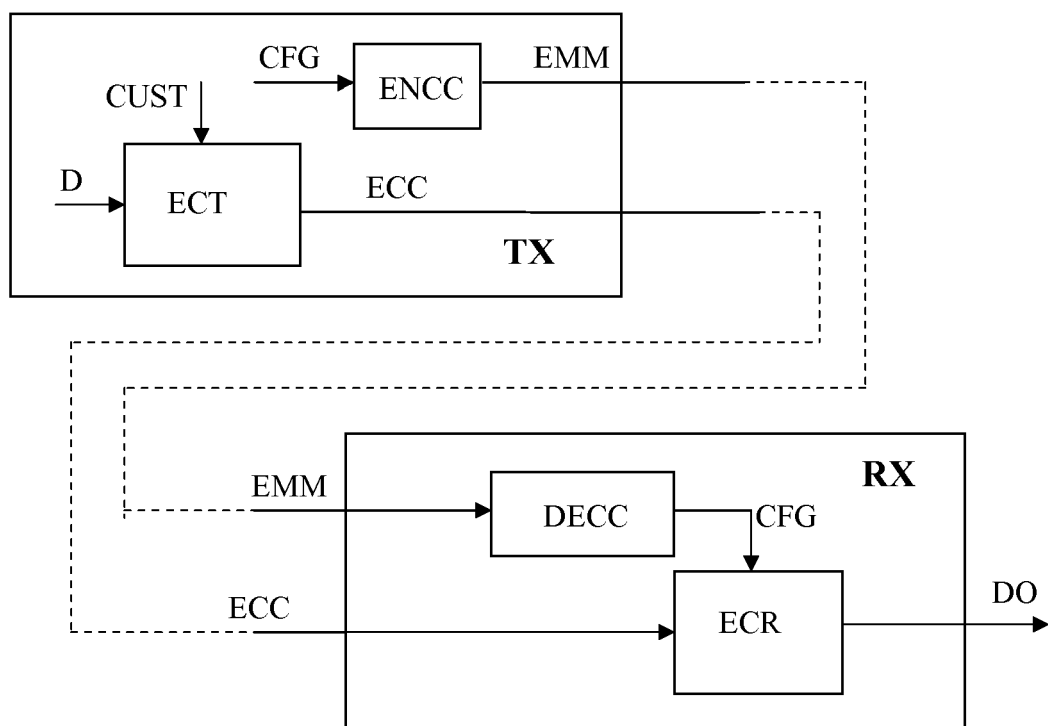 CFG
ENCC
EMM
CUST
D
ECT
ECC
TX
RX
EMM
DECC
CFG
ECC
ECR
DO